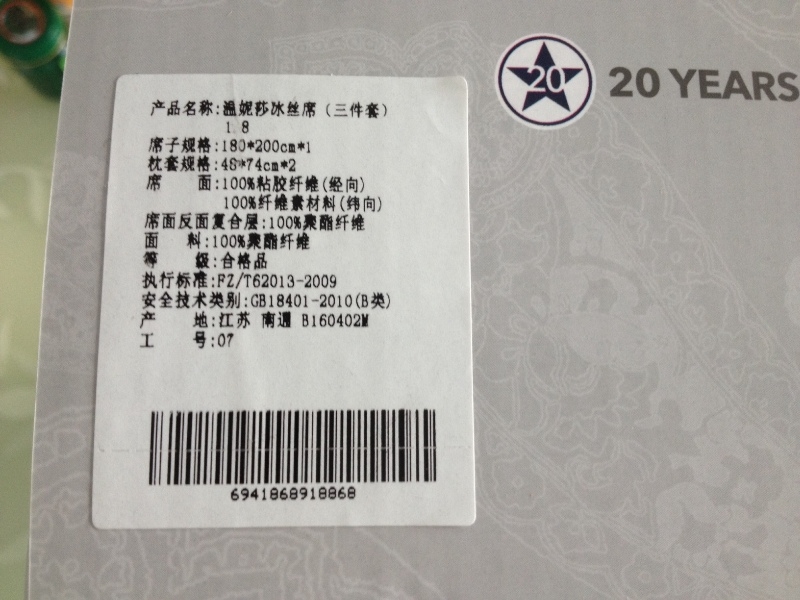 产品名称:温妮莎冰丝席(三件套)
1.8
席子规格:180*200cm*1
枕套规格:48*74cm*2
席 面:100%粘胶纤维(经向)
100%纤维素材料(纬向)
席面反面复合层:100%聚酯纤维
面 料:100%聚酯纤维
等 级:合格品
执行标准:FZ/T62013-2009
安全技术类别:GB18401-2010(B类)
产 地:江苏 南通 B160402M
工 号:07
6941868918868
20
20 YEARS